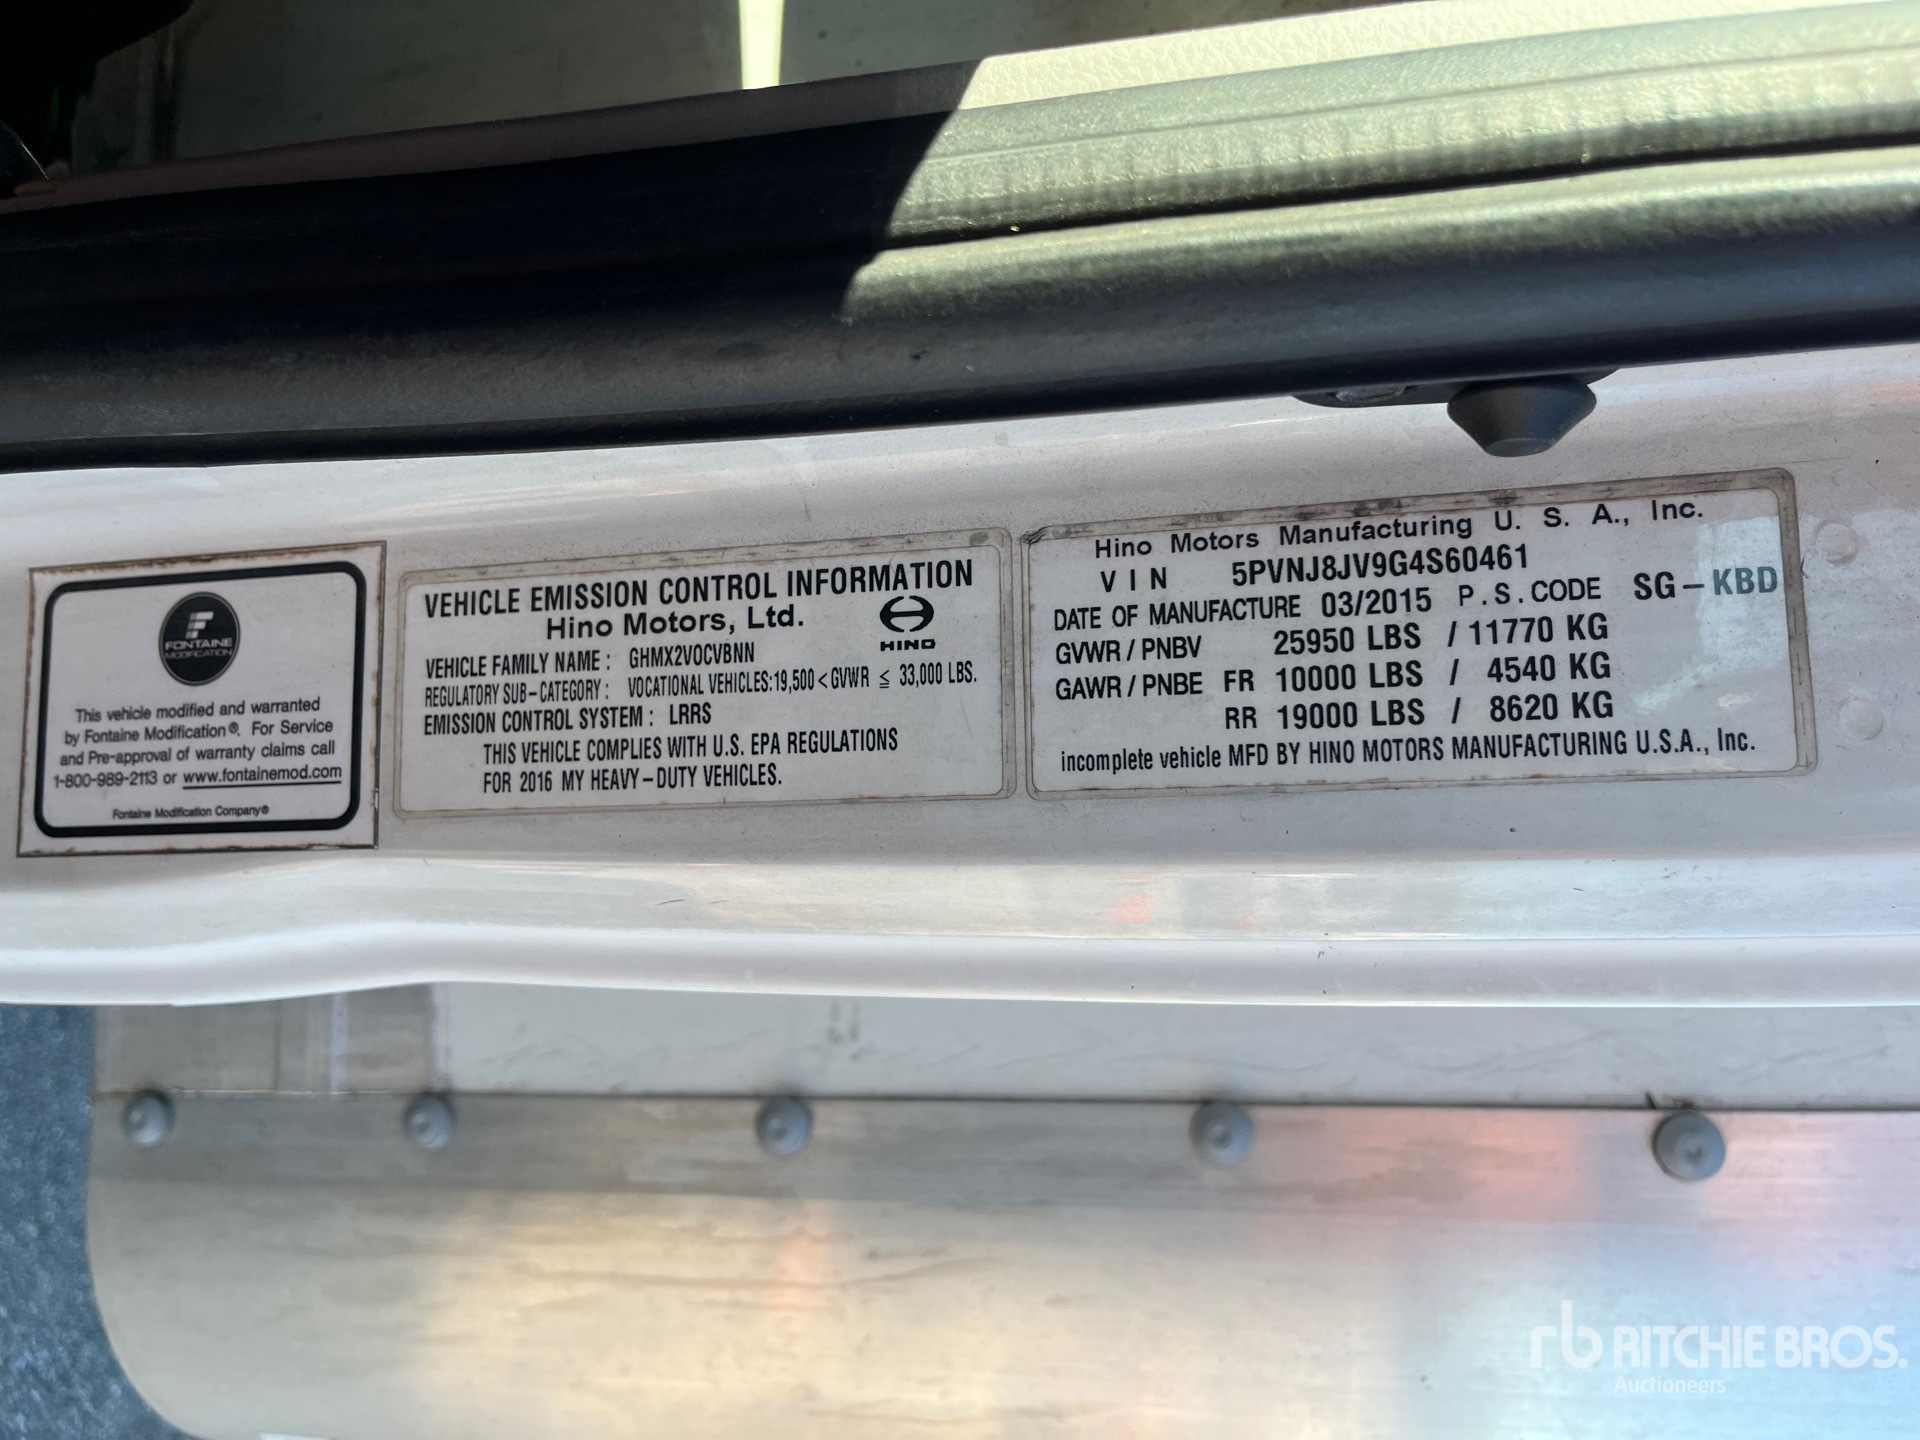 FONTAINE
MODIFICATION
This vehicle modified and warranted
by Fontaine Modification®. For Service
and Pre-approval of warranty claims call
1-800-989-2113 or www.fontainemod.com
Fontaine Modification Company®
VEHICLE EMISSION CONTROL INFORMATION
Hino Motors, Ltd.
HINO
VEHICLE FAMILY NAME : GHMX2VOCVBNN
REGULATORY SUB-CATEGORY : VOCATIONAL VEHICLES:19,500 < GVWR ≤ 33,000 LBS.
EMISSION CONTROL SYSTEM : LRRS
THIS VEHICLE COMPLIES WITH U.S. EPA REGULATIONS
FOR 2016 MY HEAVY-DUTY VEHICLES.
Hino Motors Manufacturing U. S. A., Inc.
VIN 5PVNJ8JV9G4S60461
DATE OF MANUFACTURE 03/2015 P.S.CODE SG-KBD
GVWR / PNBV 25950 LBS / 11770 KG
GAWR / PNBE FR 10000 LBS / 4540 KG
RR 19000 LBS / 8620 KG
incomplete vehicle MFD BY HINO MOTORS MANUFACTURING U.S.A., Inc.
rb RITCHIE BROS.
Auctioneers